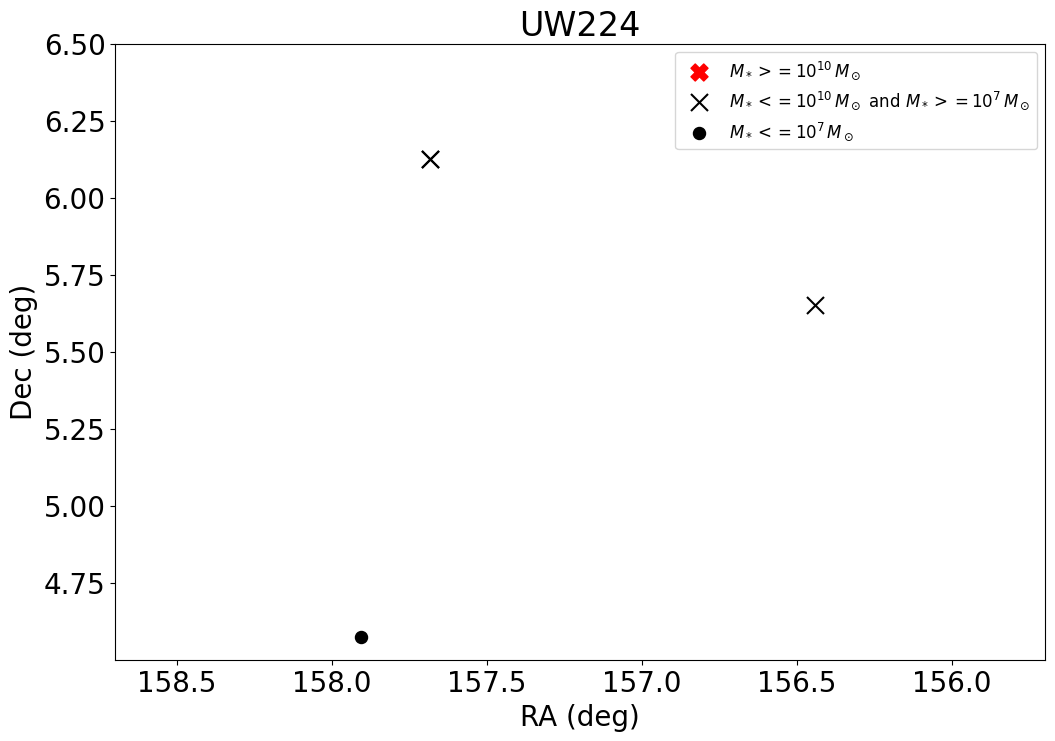 UW224
6.50
M* >= 10^10 M⊙
M* <= 10^10 M⊙ and M* >= 10^7 M⊙
M* <= 10^7 M⊙
6.25
6.00
5.75
5.50
5.25
5.00
4.75
Dec (deg)
158.5 158.0 157.5 157.0 156.5 156.0
RA (deg)